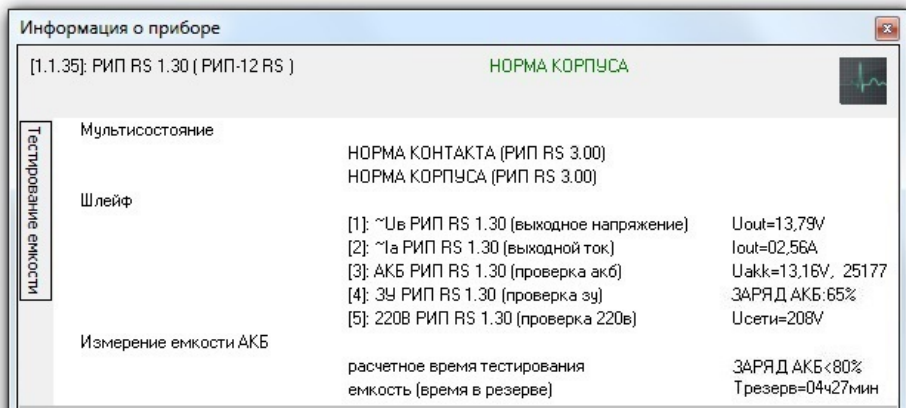 Информация о приборе
[1.1.35]: РИП RS 1.30 ( РИП-12 RS ) НОРМА КОРПУСА
Тестирование емкости
Мультисостояние
НОРМА КОНТАКТА (РИП RS 3.00)
НОРМА КОРПУСА (РИП RS 3.00)
Шлейф
[1]: ~Uв РИП RS 1.30 (выходное напряжение) Uout=13,79V
[2]: ~Iа РИП RS 1.30 (выходной ток) Iout=02,56A
[3]: АКБ РИП RS 1.30 (проверка акб) Uakk=13,16V, 25177
[4]: ЗУ РИП RS 1.30 (проверка зу) ЗАРЯД АКБ:65%
[5]: 220В РИП RS 1.30 (проверка 220в) Uсети=208V
Измерение емкости АКБ
расчетное время тестирования ЗАРЯД АКБ<80%
емкость (время в резерве) Tрезерв=04ч27мин